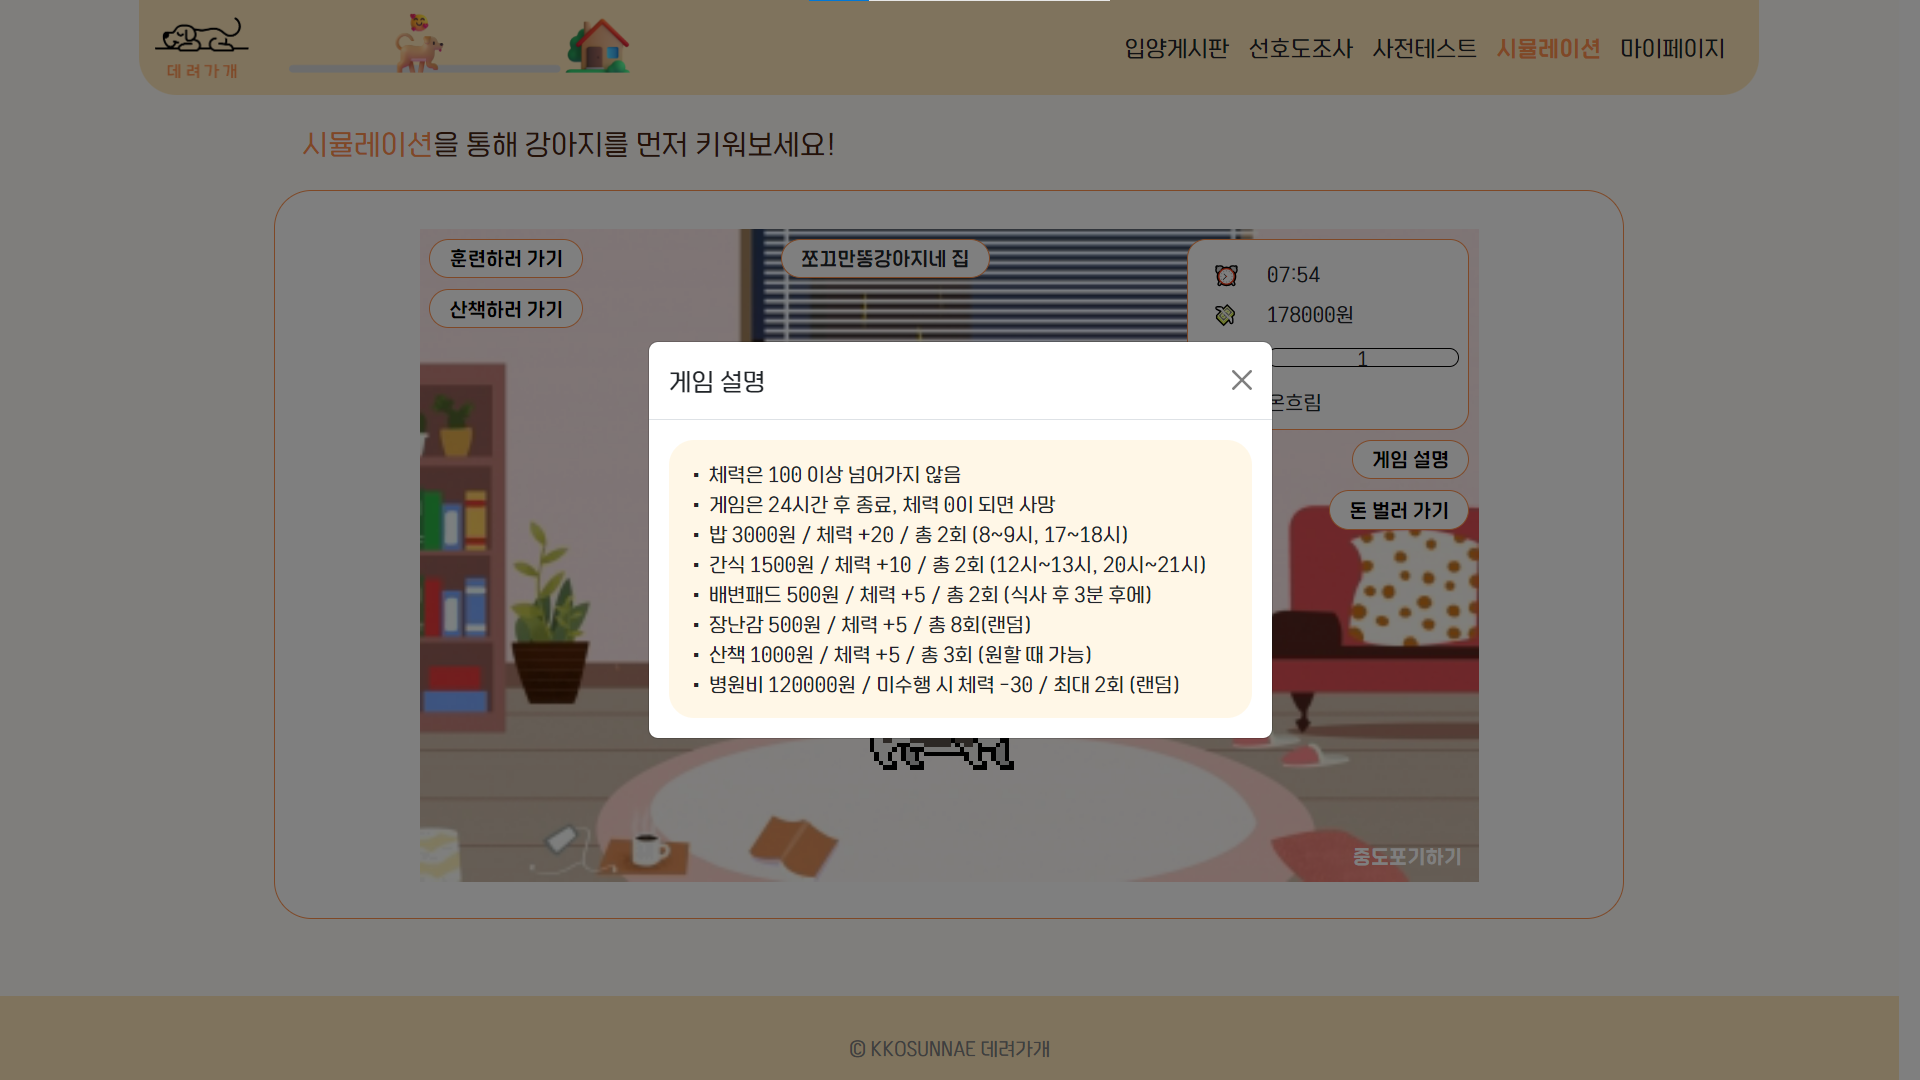 데려가개
입양게시판 선호도조사 사전테스트 시뮬레이션 마이페이지
시뮬레이션을 통해 강아지를 먼저 키워보세요!
훈련하러 가기
쪼끄만똥강아지네 집
07:54
산책하러 가기
178000원
1
온흐림
게임 설명
게임 설명
돈 벌러 가기
▪ 체력은 100 이상 넘어가지 않음
▪ 게임은 24시간 후 종료, 체력 0이 되면 사망
▪ 밥 3000원 / 체력 +20 / 총 2회 (8~9시, 17~18시)
▪ 간식 1500원 / 체력 +10 / 총 2회 (12시~13시, 20시~21시)
▪ 배변패드 500원 / 체력 +5 / 총 2회 (식사 후 3분 후에)
▪ 장난감 500원 / 체력 +5 / 총 8회(랜덤)
▪ 산책 1000원 / 체력 +5 / 총 3회 (원할 때 가능)
▪ 병원비 120000원 / 미수행 시 체력 -30 / 최대 2회 (랜덤)
중도포기하기
© KKOSUNNAE 데려가개